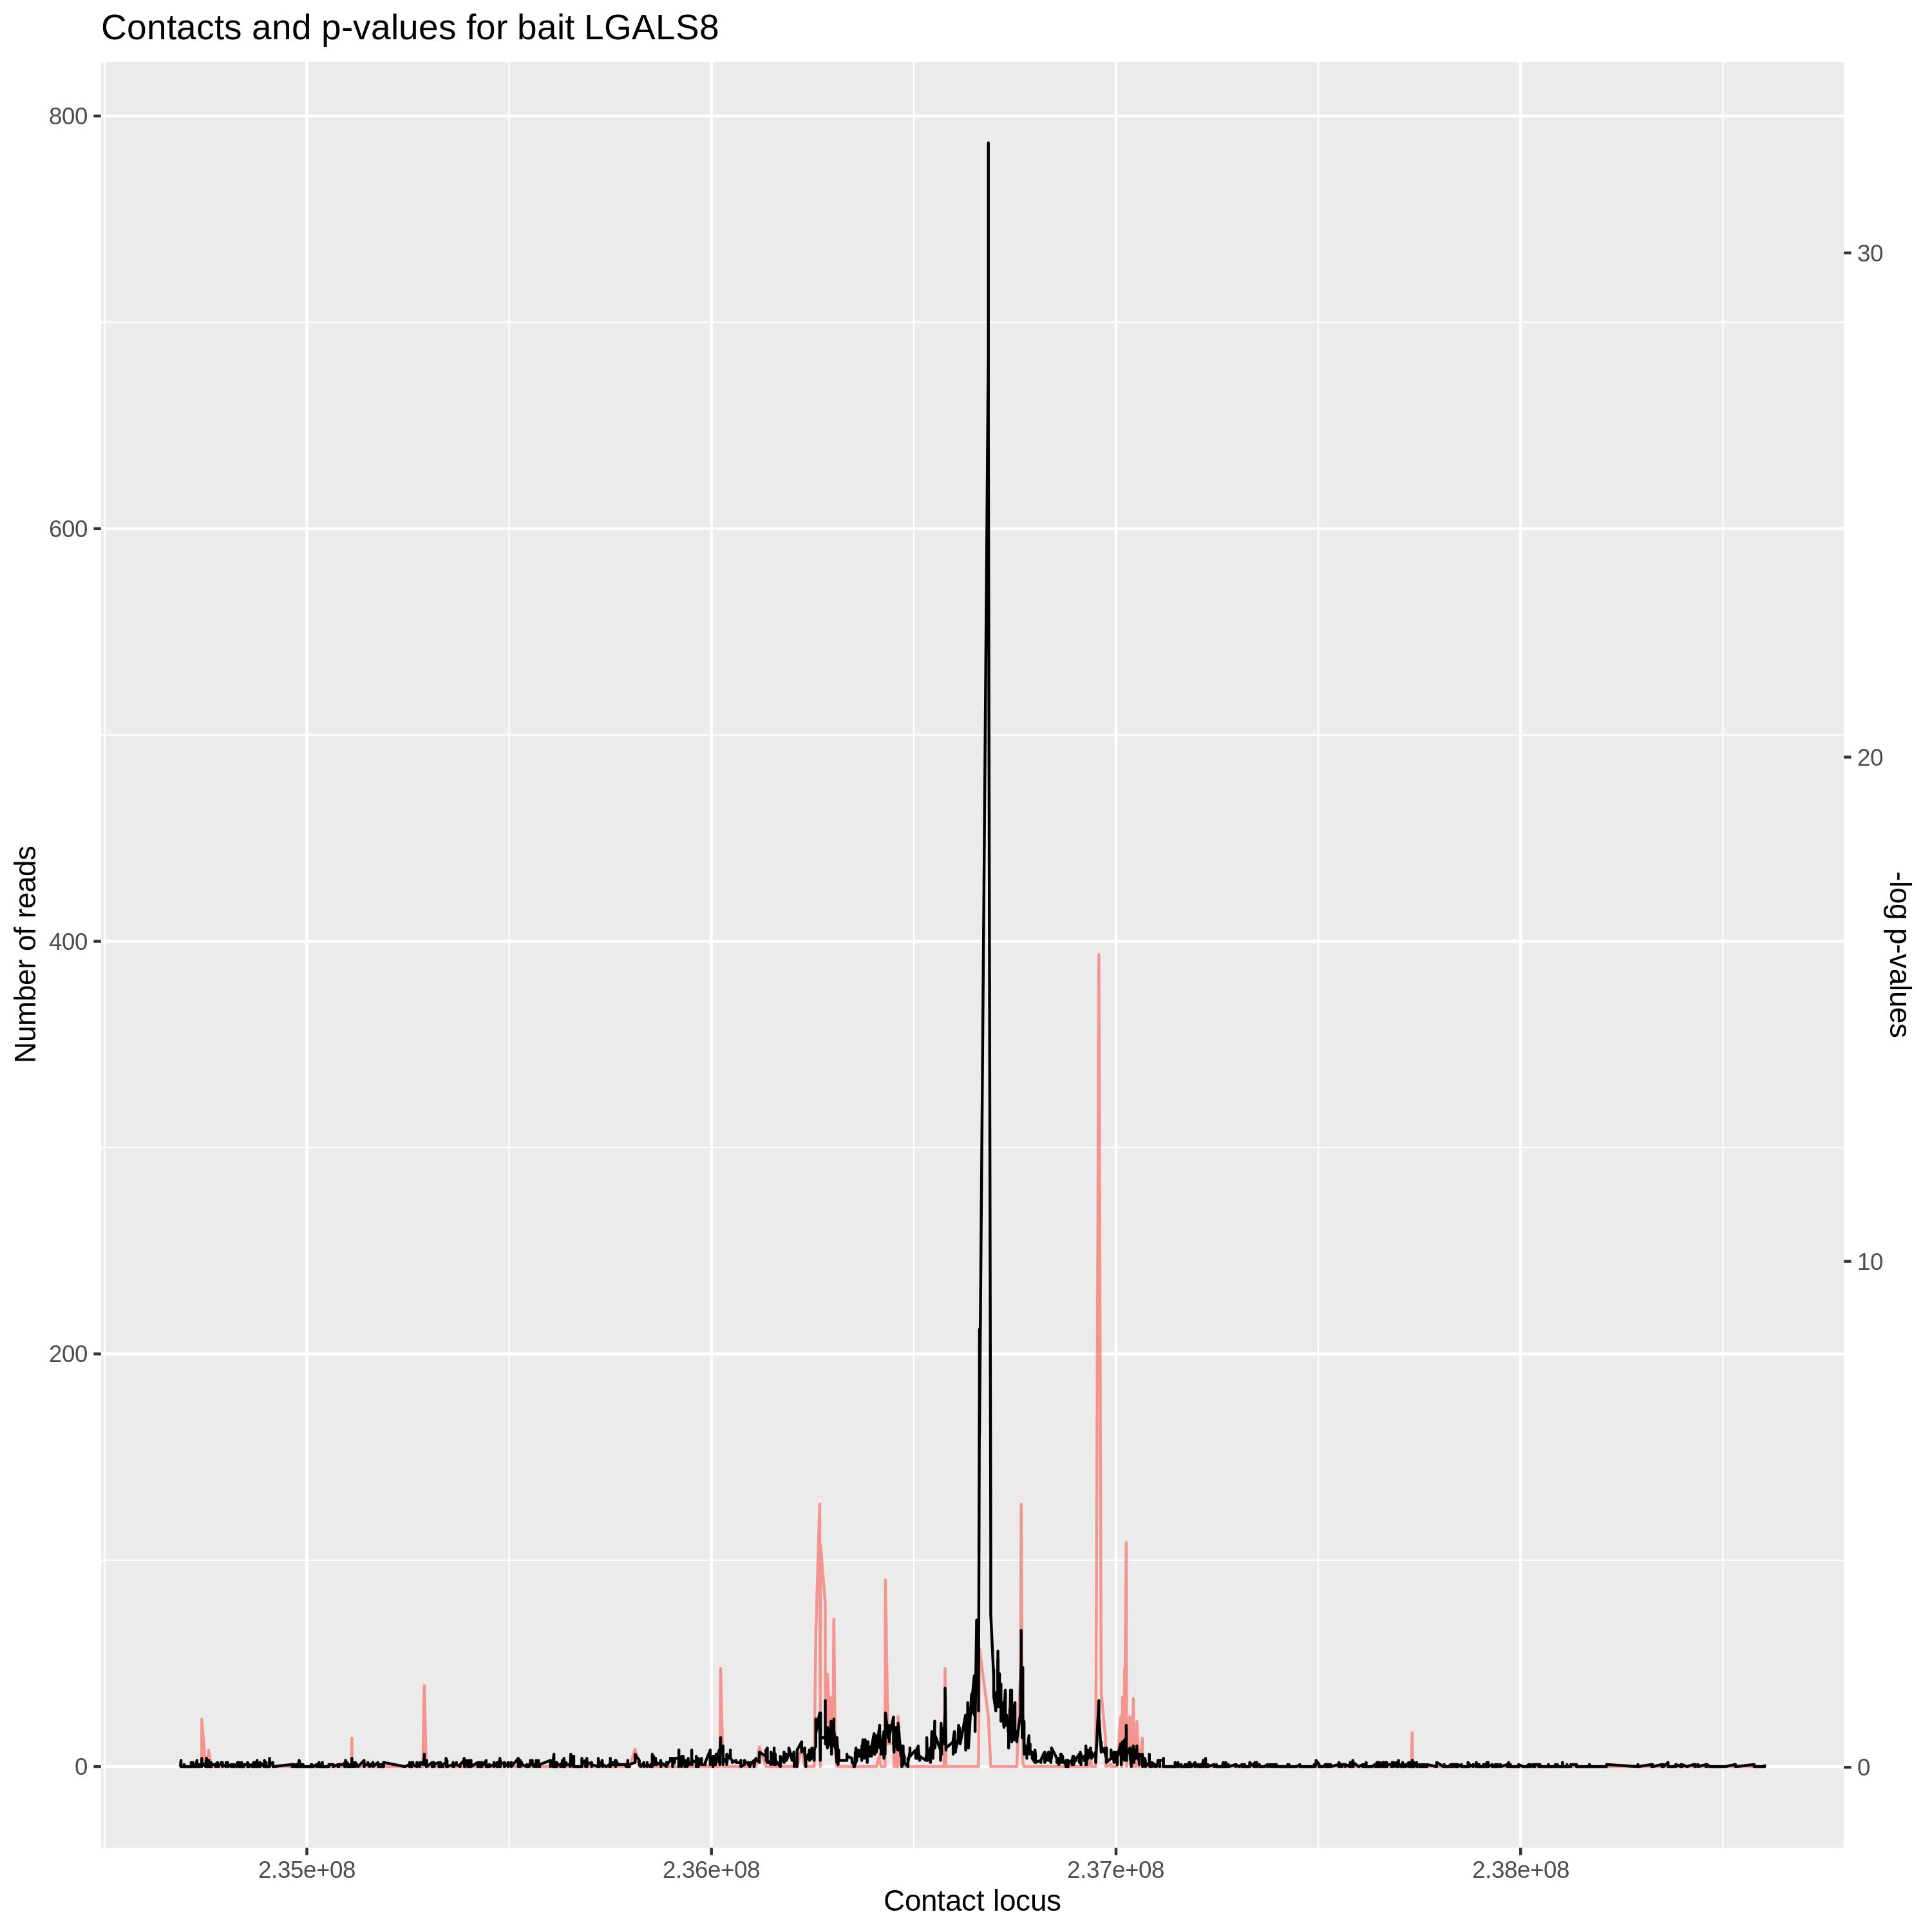 Contacts and p-values for bait LGALS8
800
600
400
200
0
30
20
10
0
Number of reads
-log p-values
2.35e+08
2.36e+08
2.37e+08
2.38e+08
Contact locus